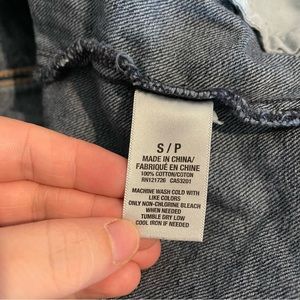 S/P
MADE IN CHINA/
FABRIQUÉ EN CHINE
100% COTTON/COTON
RN121726 CA53201
MACHINE WASH COLD WITH
LIKE COLORS
ONLY NON-CHLORINE BLEACH
WHEN NEEDED
TUMBLE DRY LOW
COOL IRON IF NEEDED